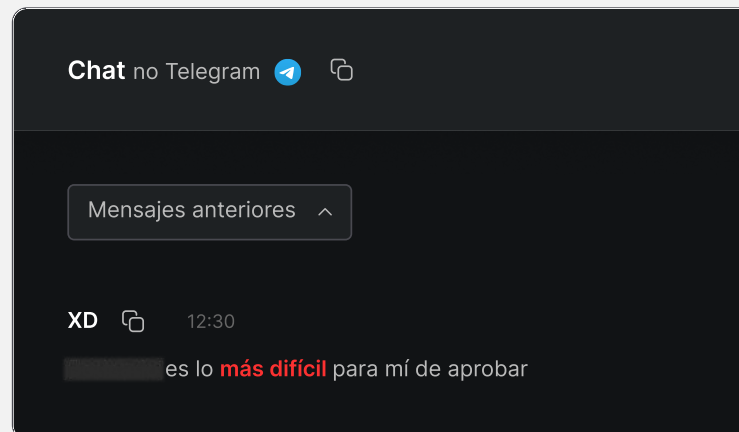 Chat no Telegram
Mensajes anteriores
XD 12:30
es lo más difícil para mí de aprobar